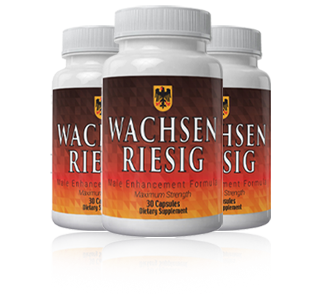 WACHSEN
RIESIG
Male Enhancement Formula
Maximum Strength
30 Capsules
Dietary Supplement